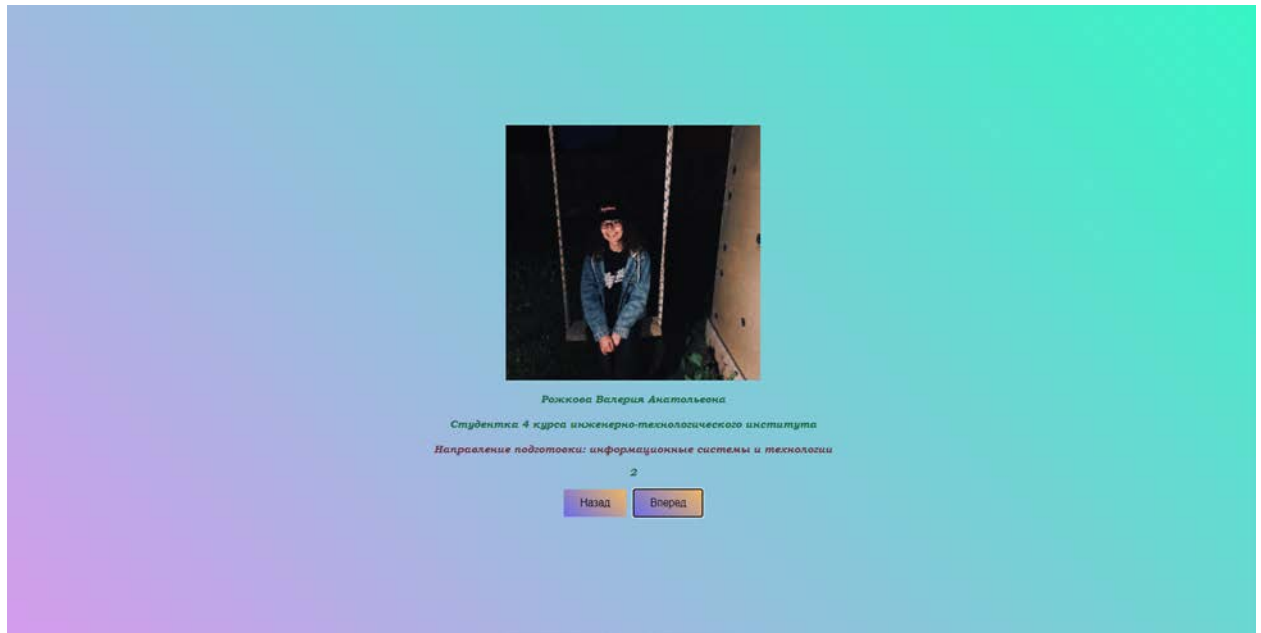 Рожкова Валерия Анатольевна
Студентка 4 курса инженерно-технологического института
Направление подготовки: информационные системы и технологии
2
Назад Вперед